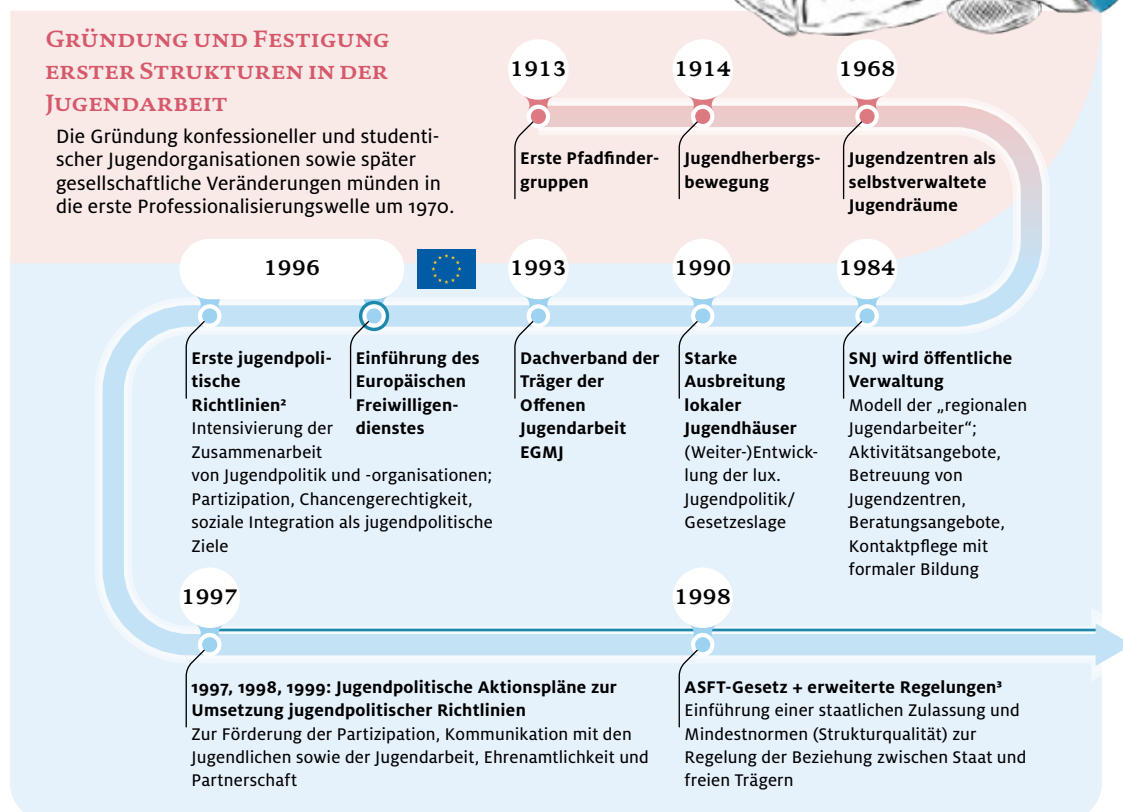 Gründung und Festigung
erster Strukturen in der
Jugendarbeit
Die Gründung konfessioneller und studenti-
scher Jugendorganisationen sowie später
gesellschaftliche Veränderungen münden in
die erste Professionalisierungswelle um 1970.
1913
Erste Pfadfinder-
gruppen
1914
Jugendherbergs-
bewegung
1968
Jugendzentren als
selbstverwaltete
Jugendräume
1984
SNJ wird öffentliche
Verwaltung
Modell der „regionalen
Jugendarbeiter“;
Aktivitätsangebote,
Betreuung von
Jugendzentren,
Beratungsangebote,
Kontaktpflege mit
formaler Bildung
1990
Starke
Ausbreitung
lokaler
Jugendhäuser
(Weiter-)Entwick-
lung der lux.
Jugendpolitik/
Gesetzeslage
1993
Dachverband der
Träger der
Offenen
Jugendarbeit
EGMJ
1996
Einführung des
Europäischen
Freiwilligen-
dienstes
Erste jugendpoli-
tische
Richtlinien²
Intensivierung der
Zusammenarbeit
von Jugendpolitik und -organisationen;
Partizipation, Chancengerechtigkeit,
soziale Integration als jugendpolitische
Ziele
1997
1997, 1998, 1999: Jugendpolitische Aktionspläne zur
Umsetzung jugendpolitischer Richtlinien
Zur Förderung der Partizipation, Kommunikation mit den
Jugendlichen sowie der Jugendarbeit, Ehrenamtlichkeit und
Partnerschaft
1998
ASFT-Gesetz + erweiterte Regelungen³
Einführung einer staatlichen Zulassung und
Mindestnormen (Strukturqualität) zur
Regelung der Beziehung zwischen Staat und
freien Trägern